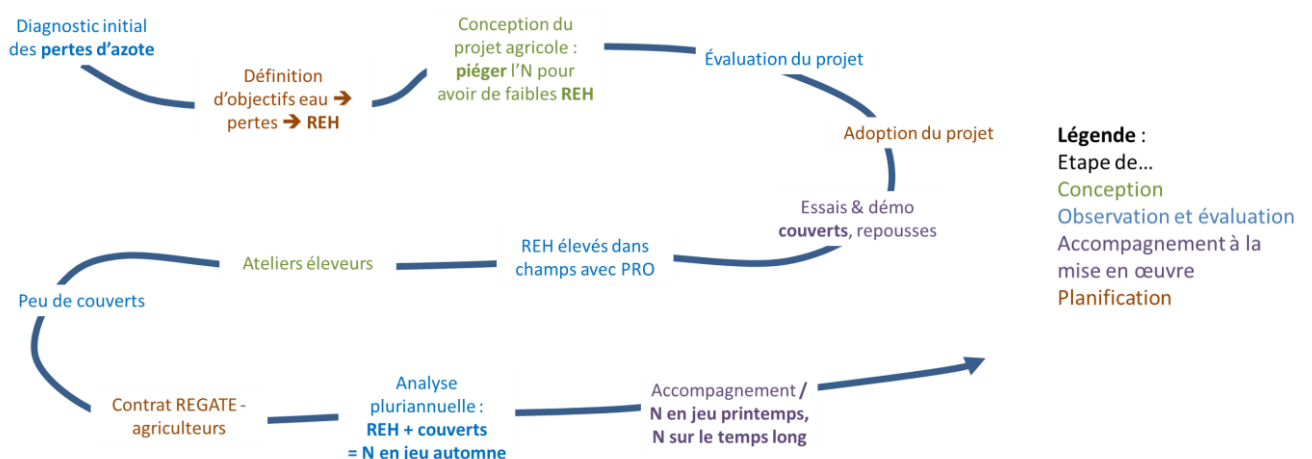 Diagnostic initial
des pertes d'azote
Définition
d'objectifs eau ➔
pertes ➔ REH
Conception du
projet agricole :
piéger l'N pour
avoir de faibles REH
Évaluation du projet
Adoption du projet
Essais & démo
couverts, repousses
REH élevés dans
champs avec PRO
Ateliers éleveurs
Peu de couverts
Contrat REGATE -
agriculteurs
Analyse
pluriannuelle :
REH + couverts
= N en jeu automne
Accompagnement /
N en jeu printemps,
N sur le temps long
Légende :
Etape de...
Conception
Observation et évaluation
Accompagnement à la
mise en œuvre
Planification